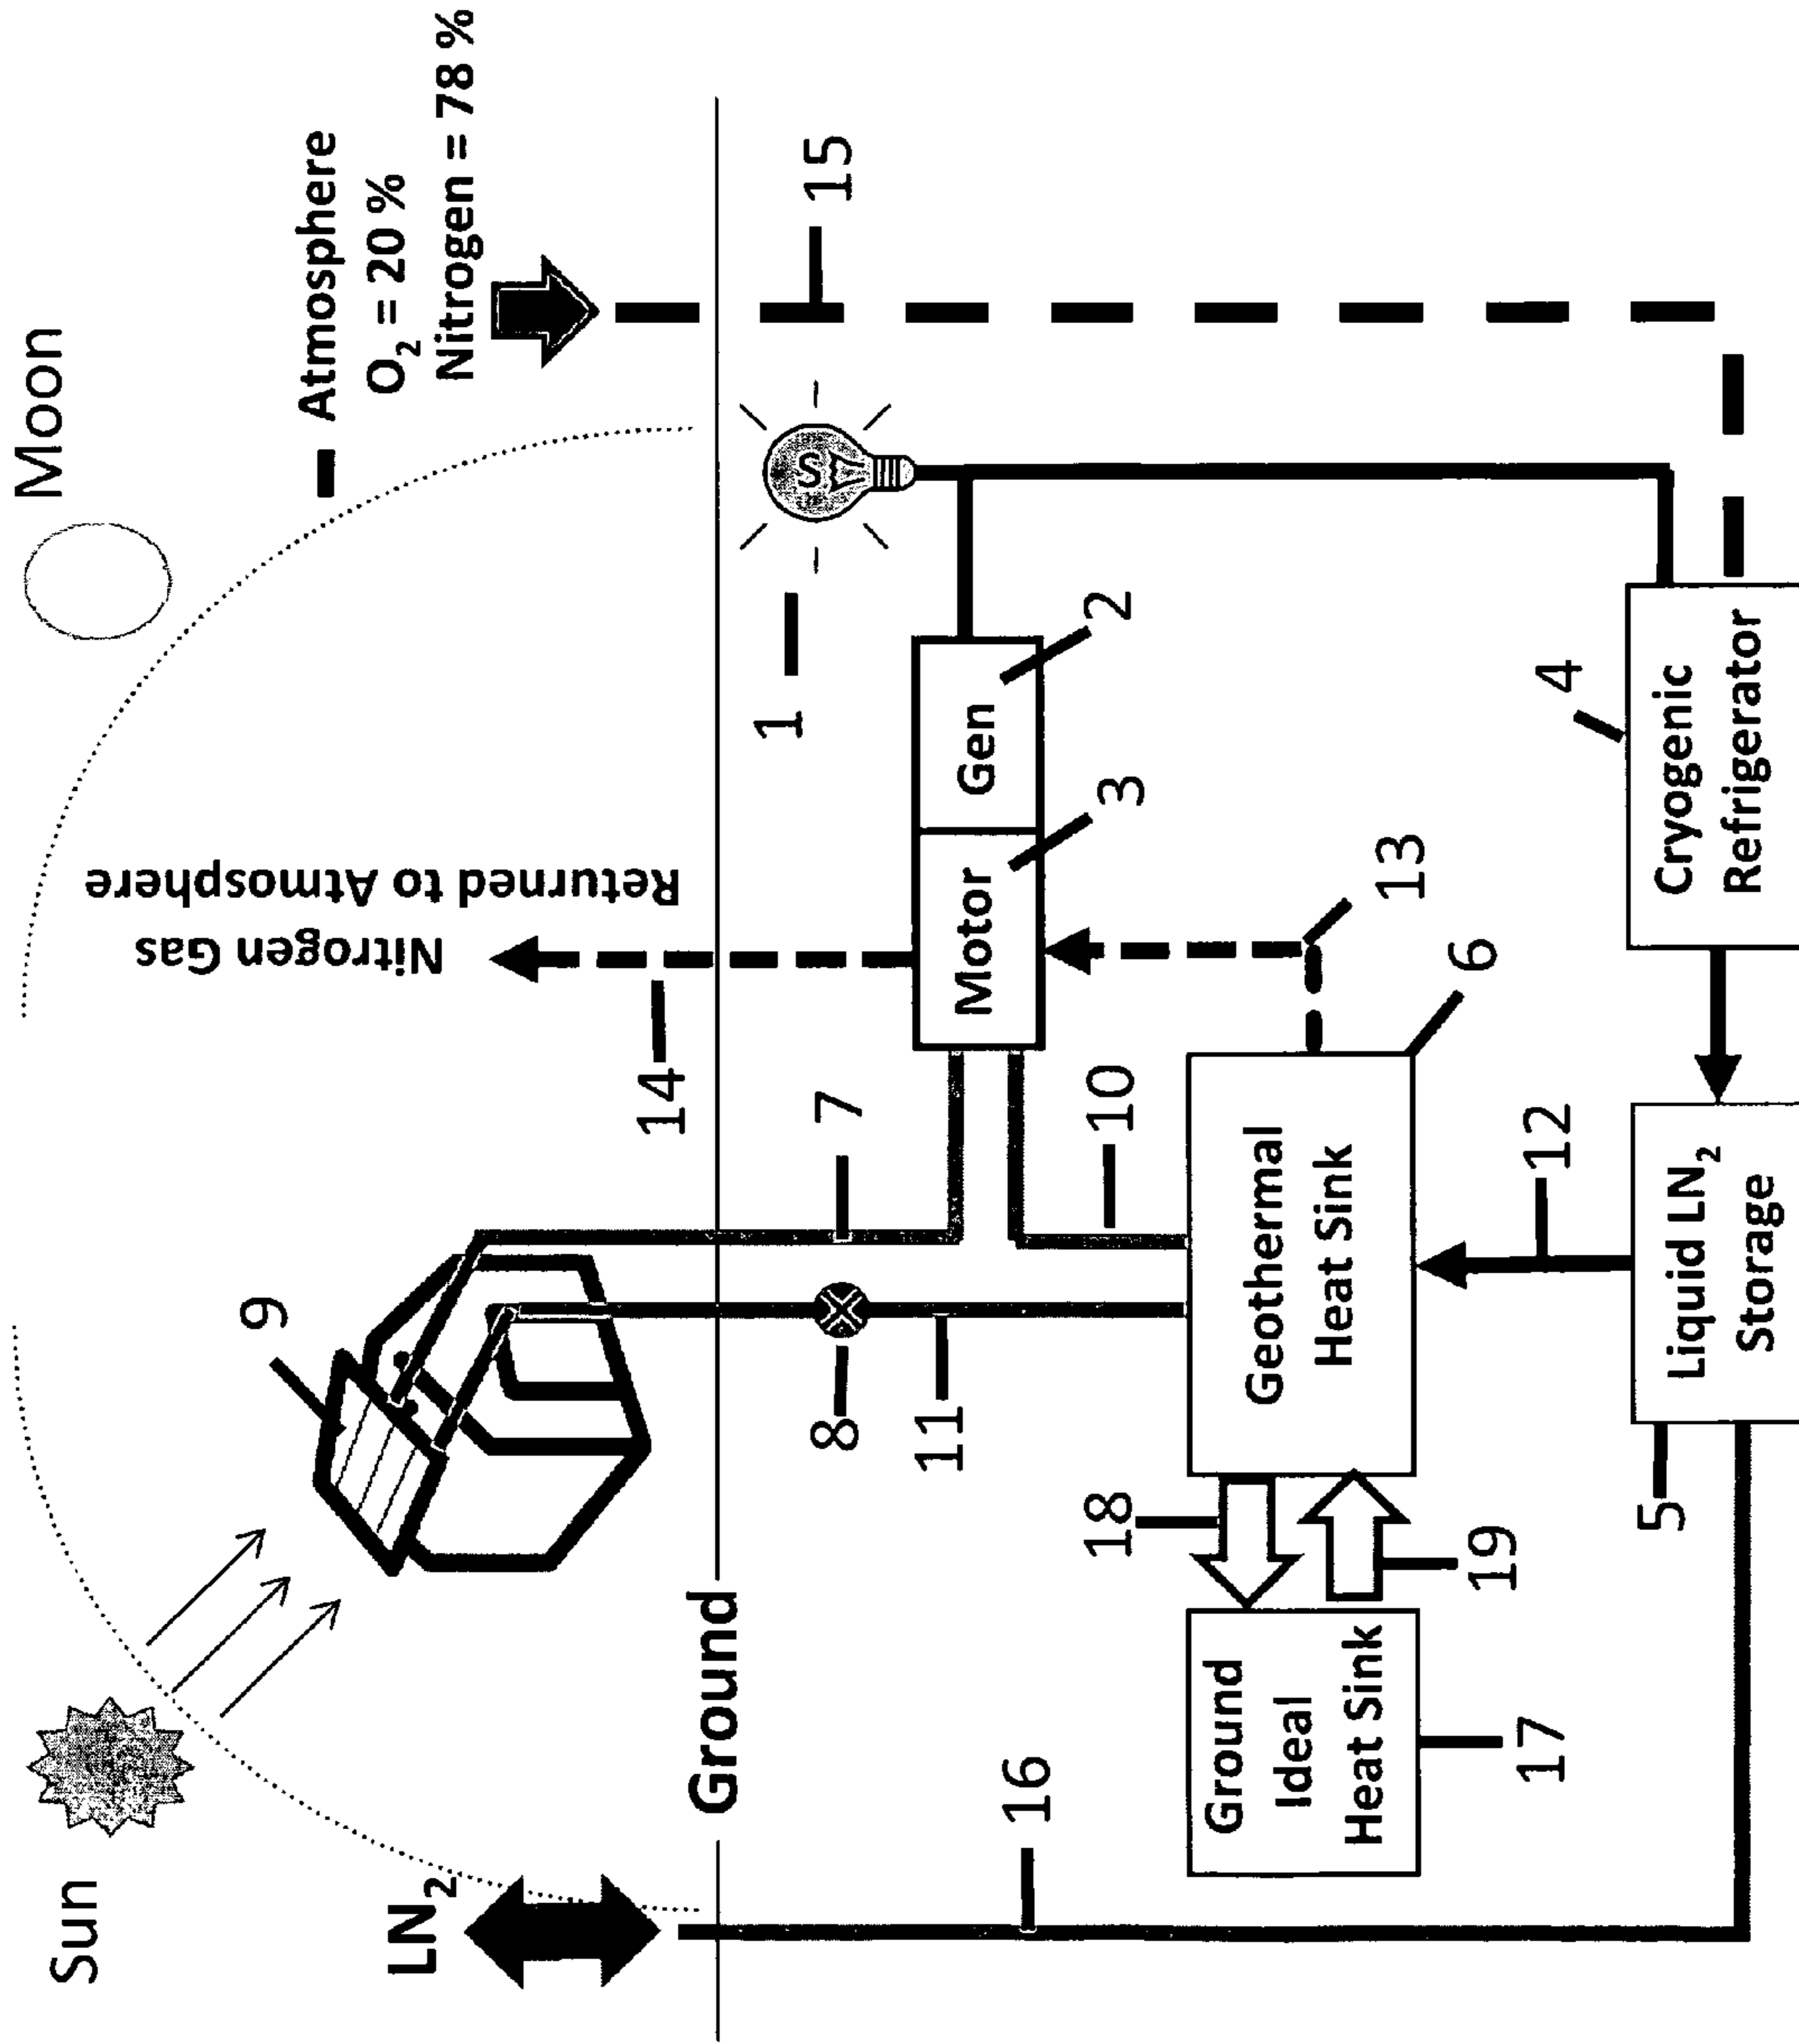 Sun
Moon
LN₂
Atmosphere
O₂ = 20 %
Nitrogen = 78 %
Nitrogen Gas
Returned to Atmosphere
9
14
Ground
7
8
11
1
S
15
Motor
Gen
3
2
16
10
13
18
Geothermal
Heat Sink
6
Ground
Ideal
Heat Sink
19
17
12
4
5
Liquid LN₂
Storage
Cryogenic
Refrigerator